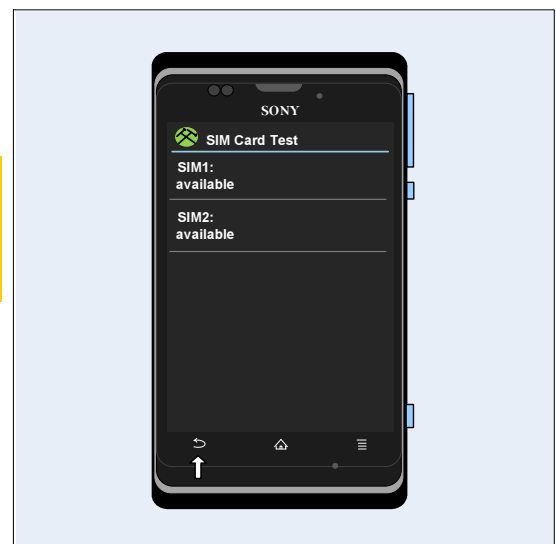 SONY
SIM Card Test
SIM1:
available
SIM2:
available